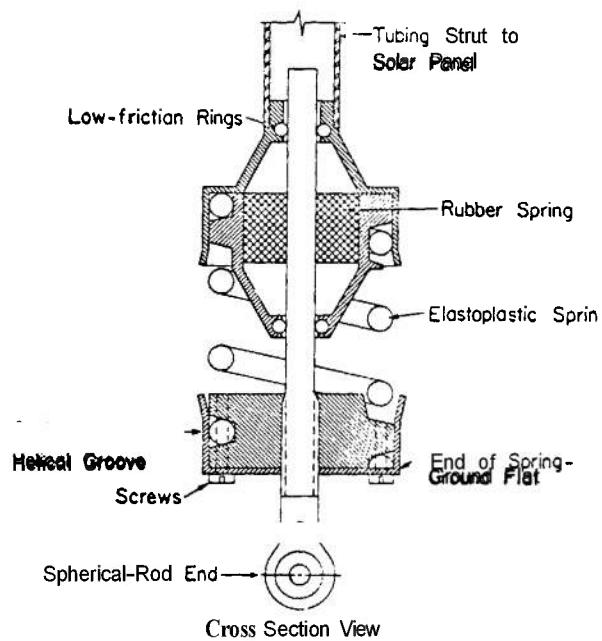 Tubing Strut to
Solar Panel
Low-friction Rings
Rubber Spring
Elastoplastic Sprin
Helical Groove
End of Spring-
Ground Flat
Screws
Spherical-Rod End
Cross Section View